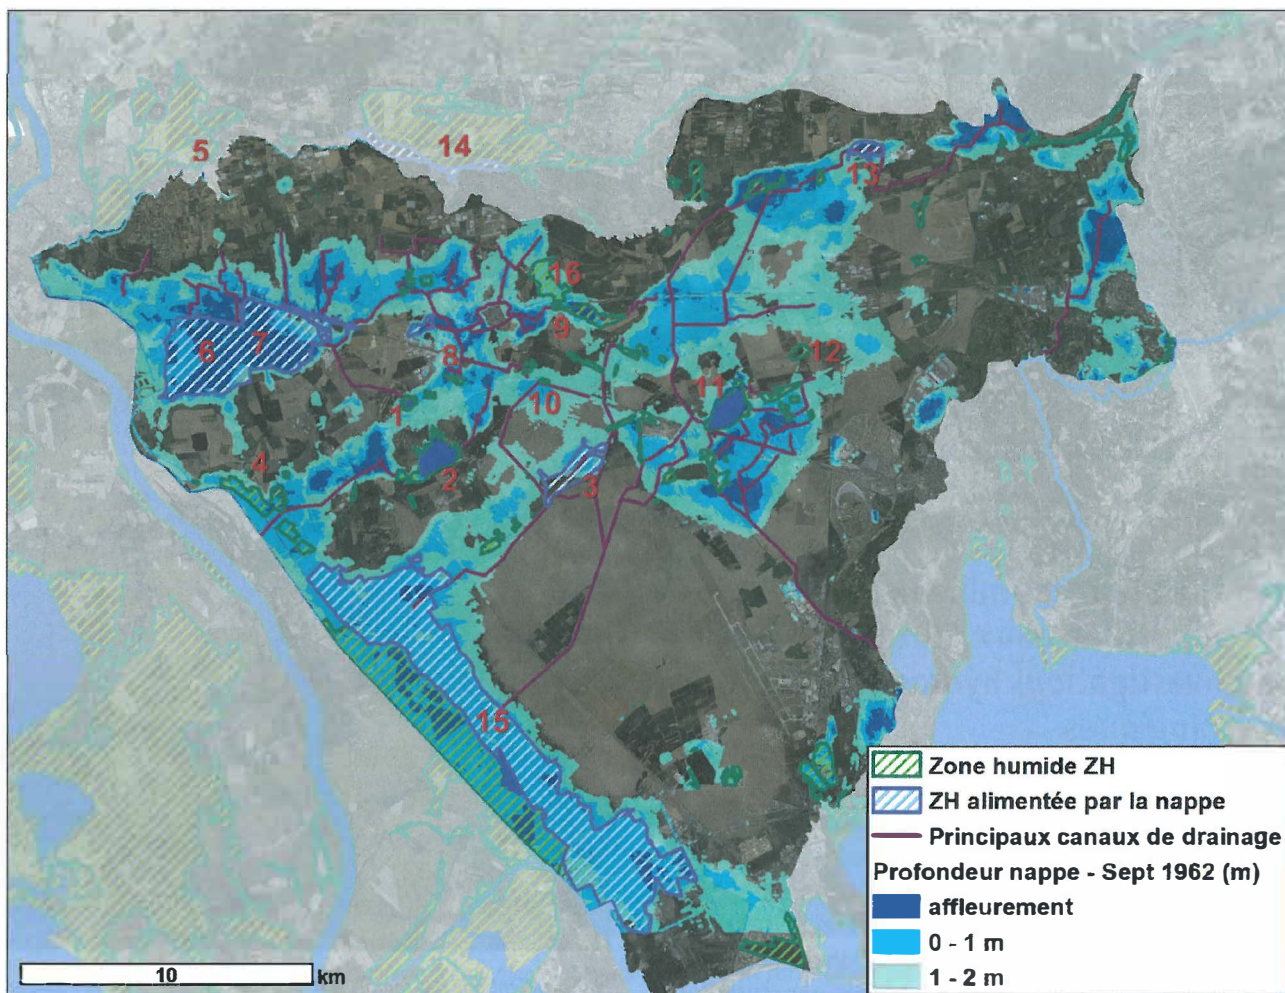 5
14
13
16
6
7
9
8
12
11
1
10
4
2
3
15
Zone humide ZH
ZH alimentée par la nappe
Principaux canaux de drainage
Profondeur nappe - Sept 1962 (m)
affleurement
0 - 1 m
1 - 2 m
10 km